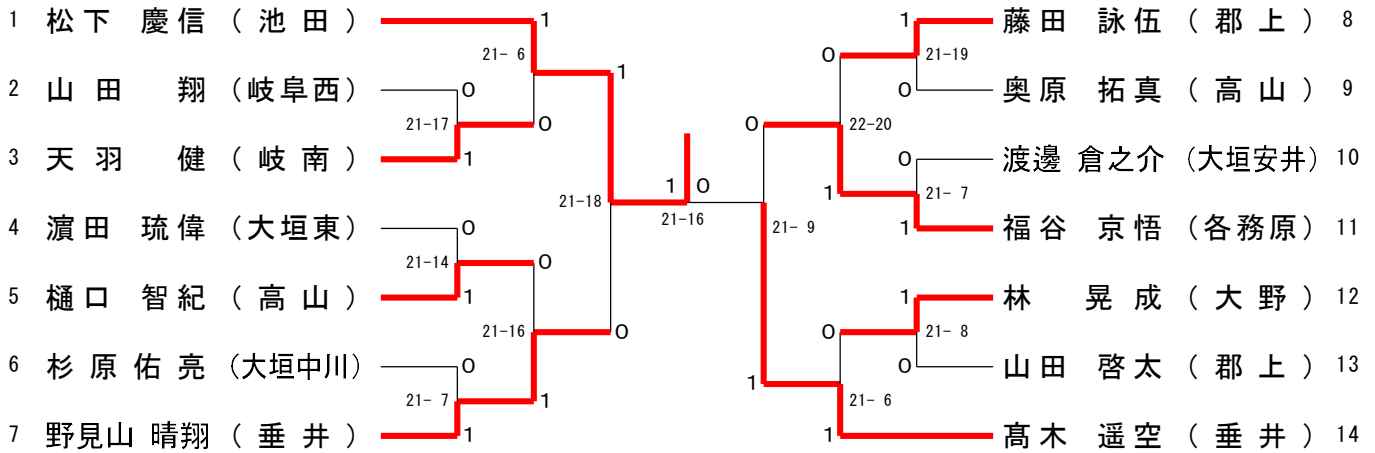 1 松下 慶信 ( 池田 ) 1 1 藤田 詠伍 ( 郡上 ) 8
21- 6 0 21-19
1
2 山田 翔 (岐阜西) 0 0 奥原 拓真 ( 高山 ) 9
21-17 0 0 22-20
3 天羽 健 ( 岐南 ) 1 0 渡邊 倉之介 (大垣安井) 10
1 0 1 21- 7
21-18 21-16 21- 9
4 濵田 琉偉 (大垣東) 0 1 福谷 京悟 (各務原) 11
21-14 0
5 樋口 智紀 ( 高山 ) 1 1 林 晃成 ( 大野 ) 12
21-16 0 0 21- 8
6 杉原佑亮 (大垣中川) 0 0 山田 啓太 ( 郡上 ) 13
1
21- 7 1 21- 6
7 野見山 晴翔 ( 垂井 ) 1 1 髙木 遥空 ( 垂井 ) 14